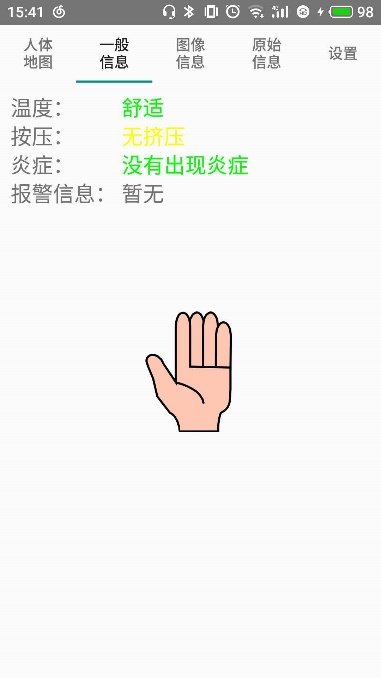 15:41 4G 98
人体
地图
一般
信息
图像
信息
原始
信息
设置
温度： 舒适
按压： 无挤压
炎症： 没有出现炎症
报警信息： 暂无